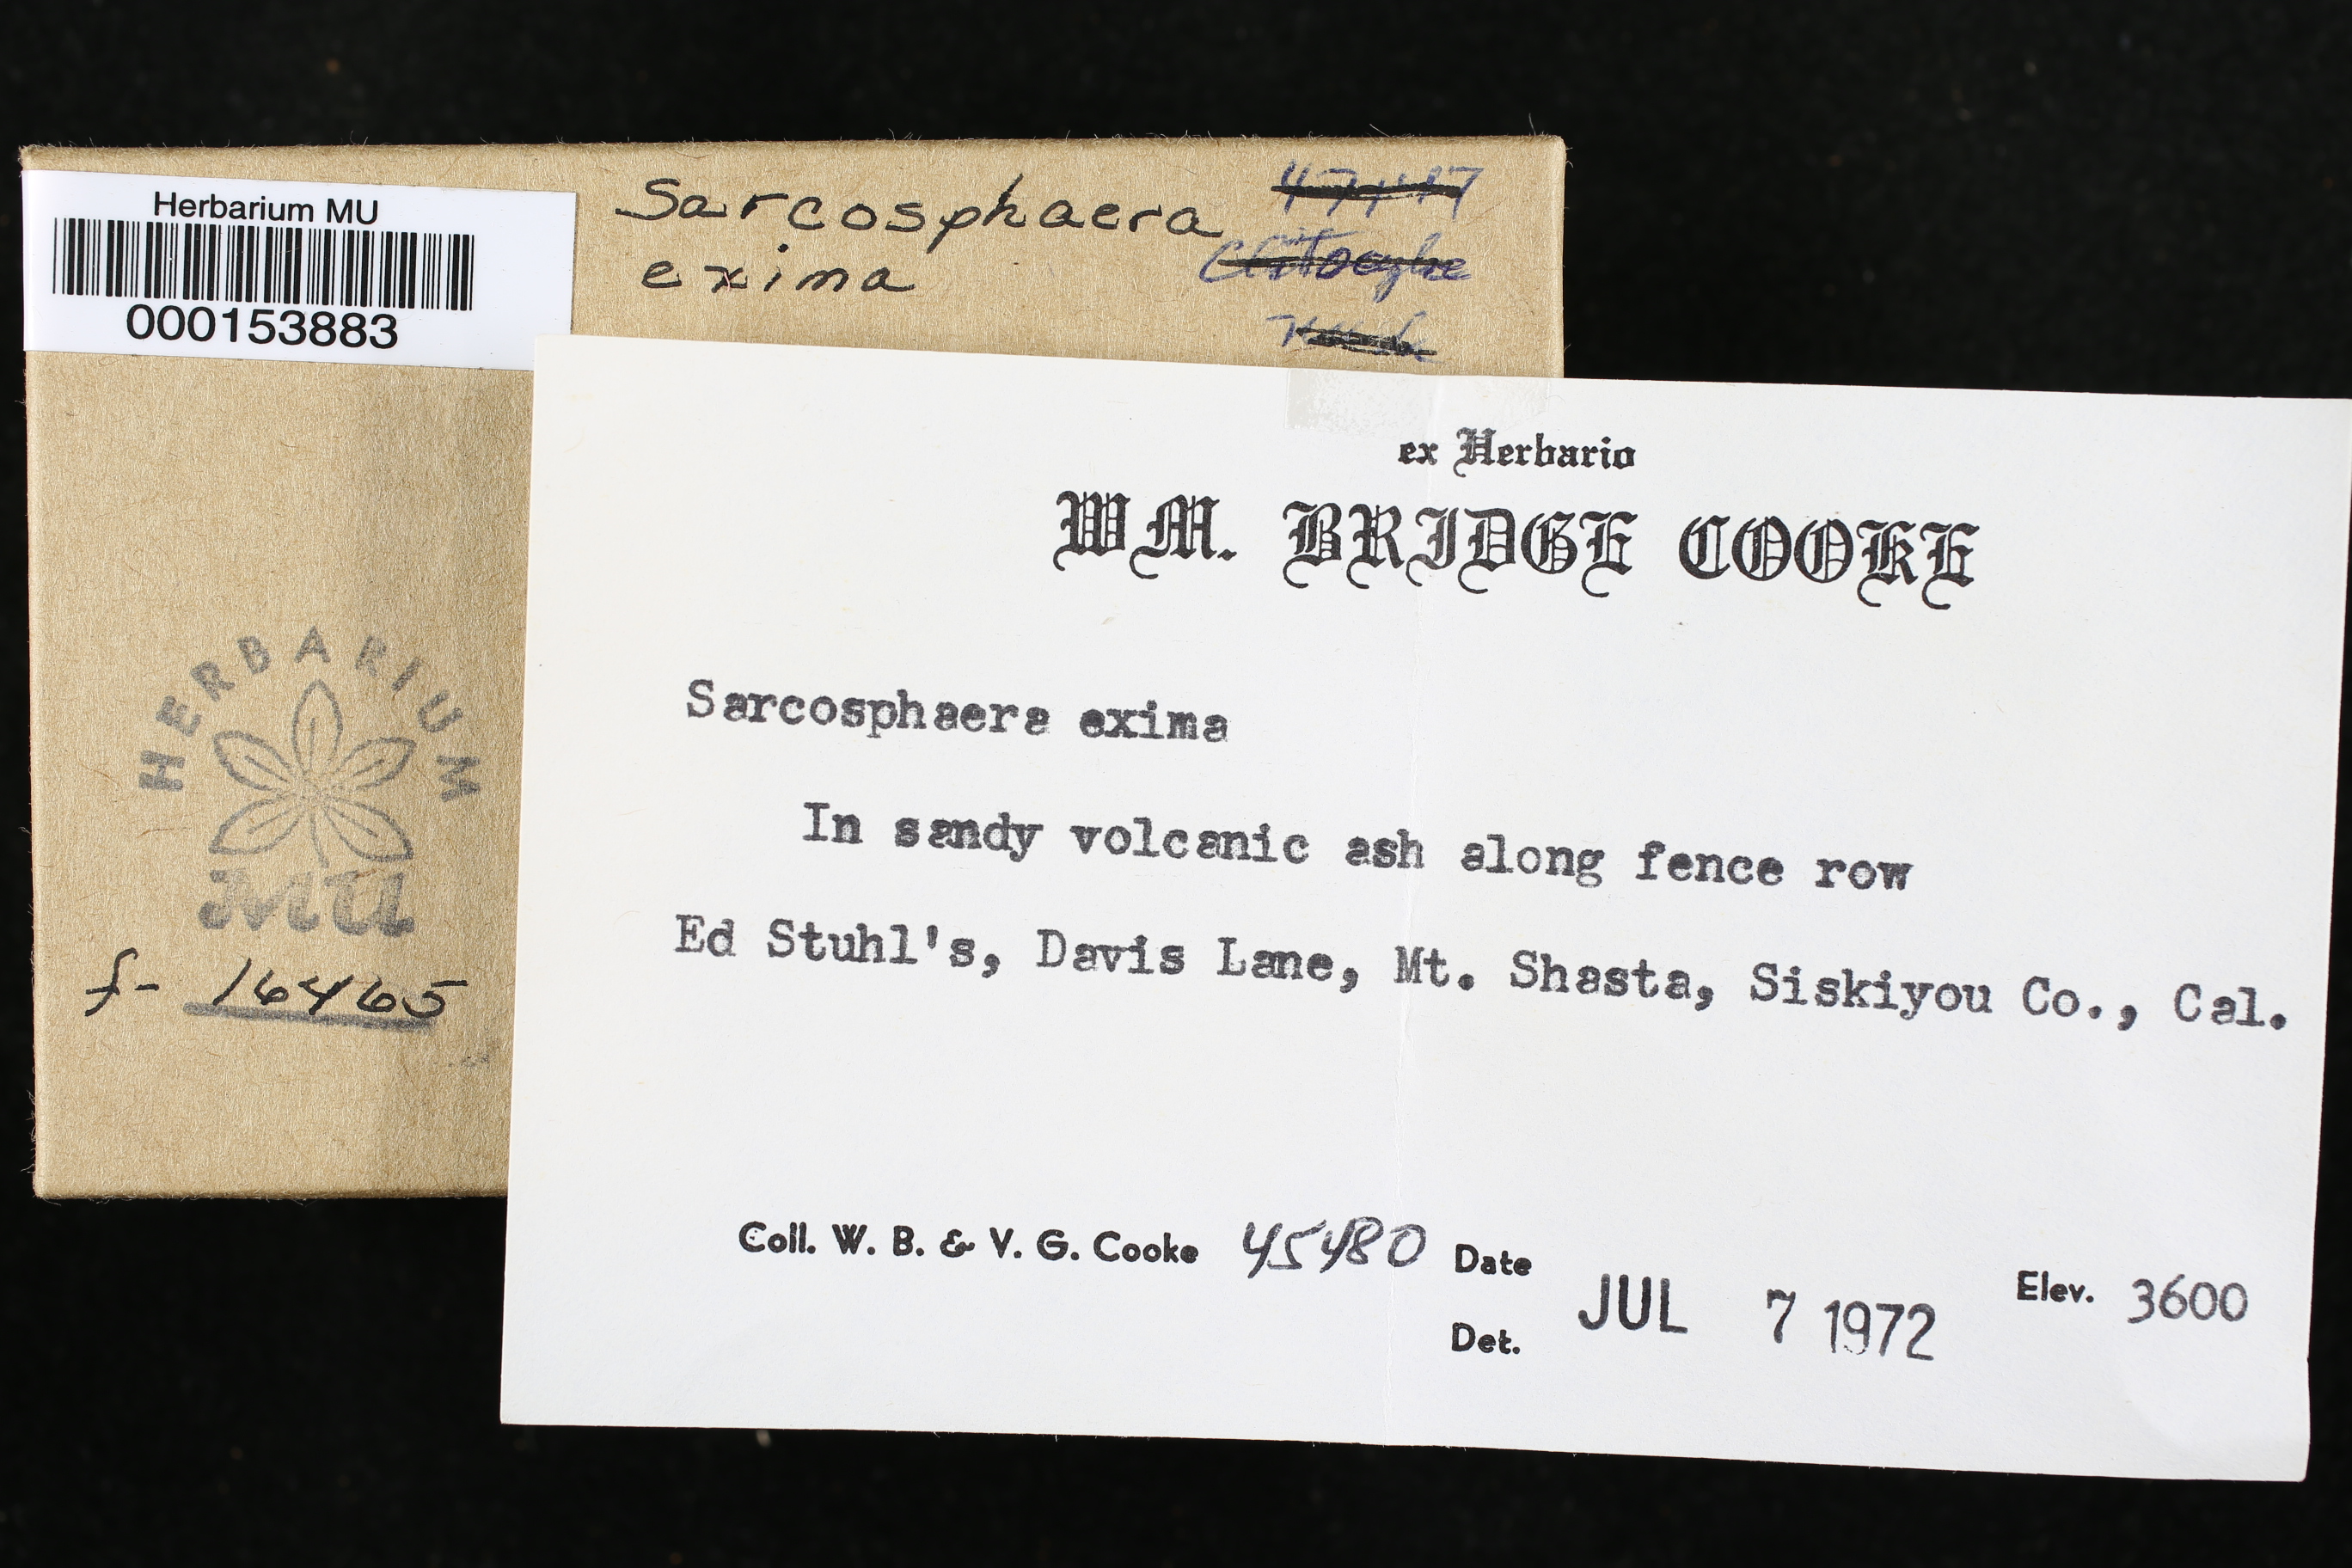 Herbarium MU
000153883
Sarcosphaera
exima
Clitocybe
HERBARIUM
MU
f- 16465
ex Herbario
WM. BRIDGE COOKE
Sarcosphaera exima
In sandy volcanic ash along fence row
Ed Stuhl's, Davis Lane, Mt. Shasta, Siskiyou Co., Cal.
Coll. W. B. & V. G. Cooke 45480 Date JUL 7 1972 Elev. 3600
Det.